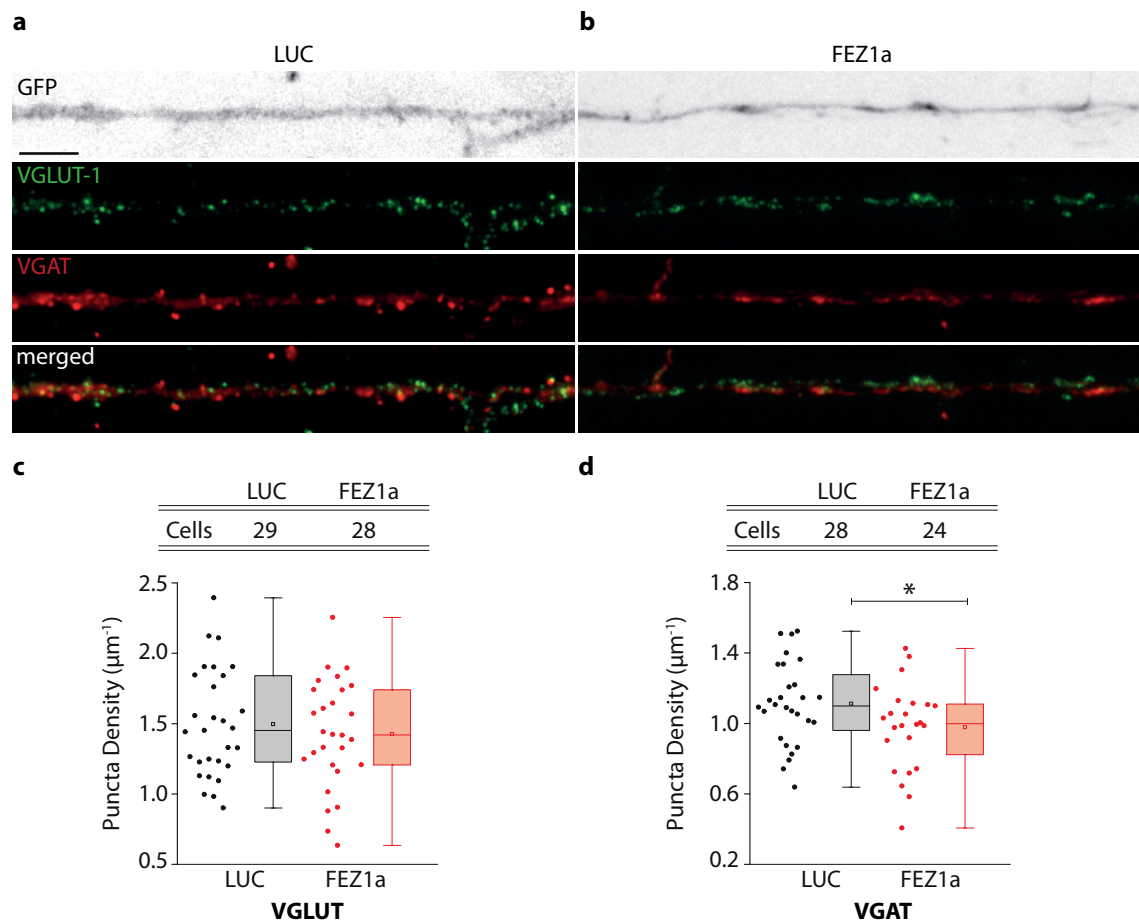 a
b
LUC
FEZ1a
GFP
VGLUT-1
VGAT
merged
c
LUC FEZ1a
Cells 29 28
2.5
2.0
1.5
1.0
0.5
Puncta Density (µm⁻¹)
LUC FEZ1a
VGLUT
d
LUC FEZ1a
Cells 28 24
*
1.8
1.4
1.0
0.6
0.2
Puncta Density (µm⁻¹)
LUC FEZ1a
VGAT